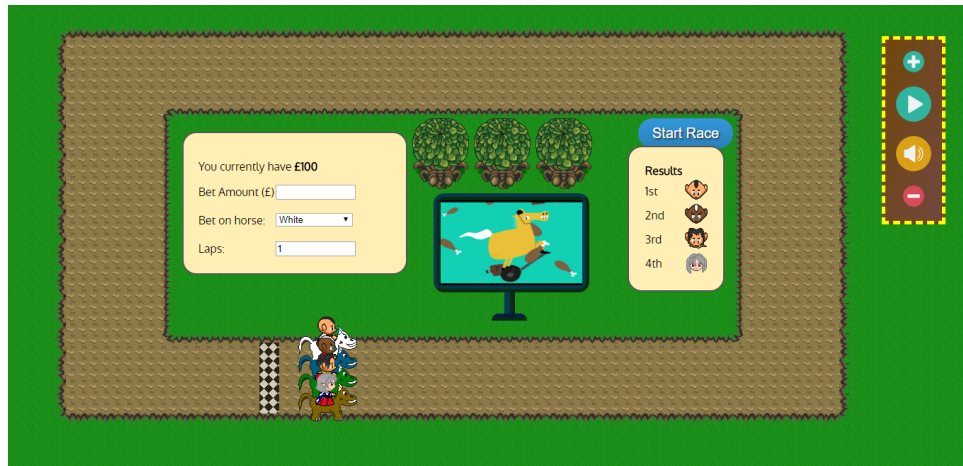 You currently have £100
Bet Amount (£)
Bet on horse: White
Laps: 1
Start Race
Results
1st
2nd
3rd
4th